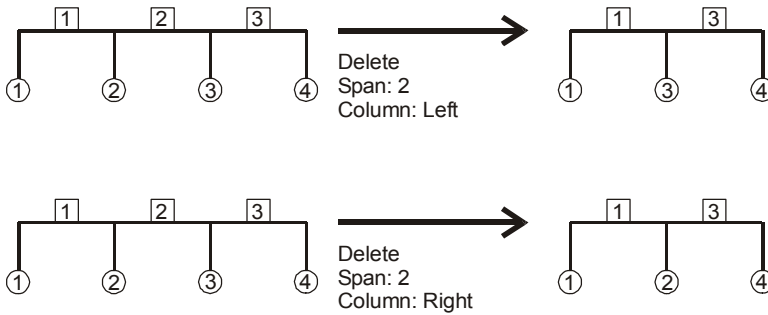 1 2 3 1 3
Delete
Span: 2
Column: Left
1 2 3 4 1 3 4
1 2 3 1 3
Delete
Span: 2
Column: Right
1 2 3 4 1 2 4